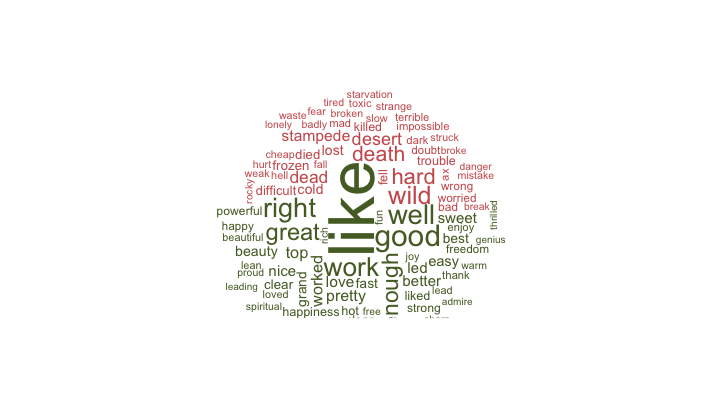 starvation
tired toxic strange
waste fear broken slow terrible
lonely badly mad killed impossible
stampede desert dark struck
cheap died lost death doubt broke
hurt frozen fall trouble danger
weak hell dead fell hard ax mistake
rocky difficult cold wild wrong worried
bad break
like
powerful right fun well sweet thrilled
happy great rich good enjoy
beautiful best genius
beauty top joy freedom
lean nice work led easy warm
proud worked nough better thank
leading clear grand love fast
loved pretty liked lead
spiritual admire
happiness hot free strong